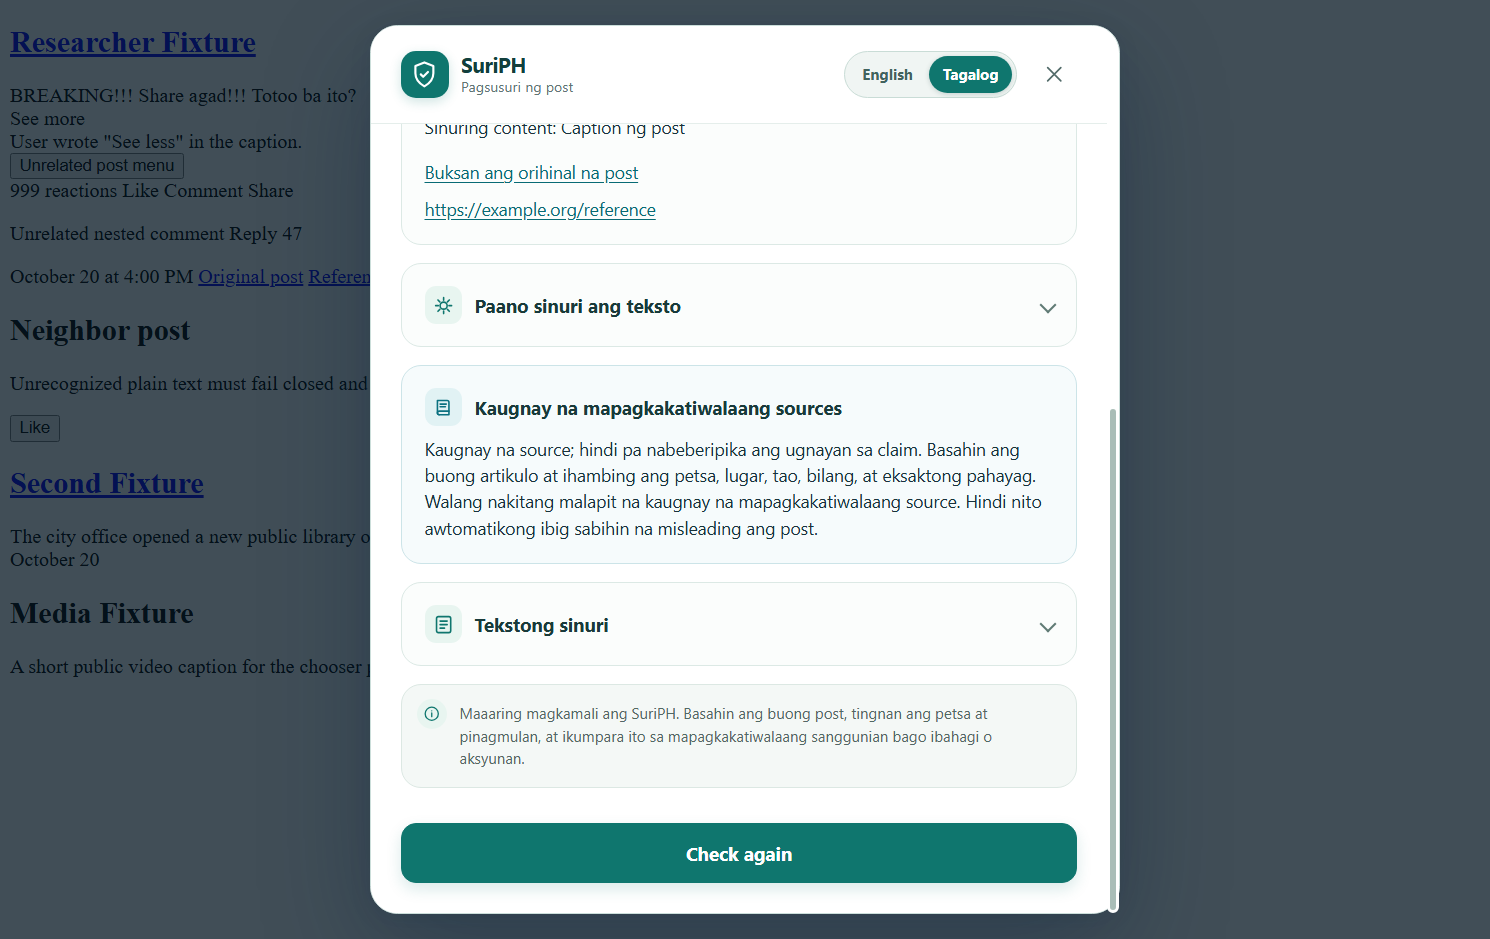 Researcher Fixture
BREAKING!!! Share agad!!! Totoo ba ito?
See more
User wrote "See less" in the caption.
Unrelated post menu
999 reactions Like Comment Share
Unrelated nested comment Reply 47
October 20 at 4:00 PM Original post
Neighbor post
Unrecognized plain text must fail closed and
Like
Second Fixture
The city office opened a new public library
October 20
Media Fixture
A short public video caption for the chooser
SuriPH
Pagsusuri ng post
English
Tagalog
Sinuring content: Caption ng post
Buksan ang orihinal na post
https://example.org/reference
Paano sinuri ang teksto
Kaugnay na mapagkakatiwalaang sources
Kaugnay na source; hindi pa nabeberipika ang ugnayan sa claim. Basahin ang
buong artikulo at ihambing ang petsa, lugar, tao, bilang, at eksaktong pahayag.
Walang nakitang malapit na kaugnay na mapagkakatiwalaang source. Hindi nito
awtomatikong ibig sabihin na misleading ang post.
Tekstong sinuri
Maaaring magkamali ang SuriPH. Basahin ang buong post, tingnan ang petsa at
pinagmulan, at ikumpara ito sa mapagkakatiwalaang sanggunian bago ibahagi o
aksyunan.
Check again